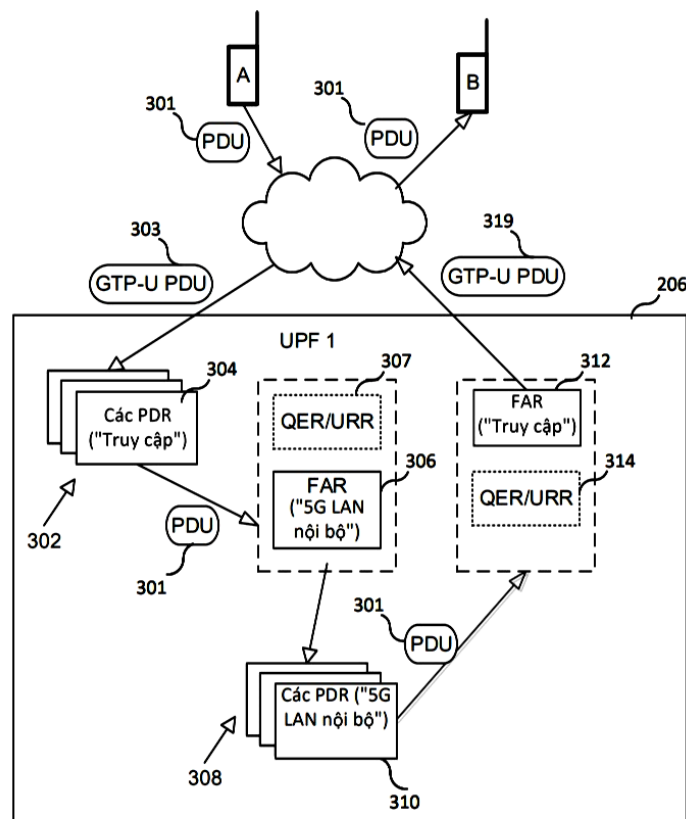 A
B
301
PDU
301
PDU
303
GTP-U PDU
319
GTP-U PDU
206
UPF 1
304
Các PDR
("Truy cập")
302
307
QER/URR
306
FAR
("5G LAN
nội bộ")
312
FAR
("Truy cập")
314
QER/URR
PDU
301
301
PDU
Các PDR ("5G
LAN nội bộ")
308
310